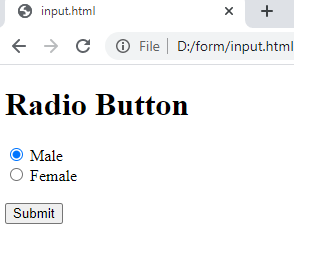 input.html
File | D:/form/input.html
Radio Button
Male
Female
Submit